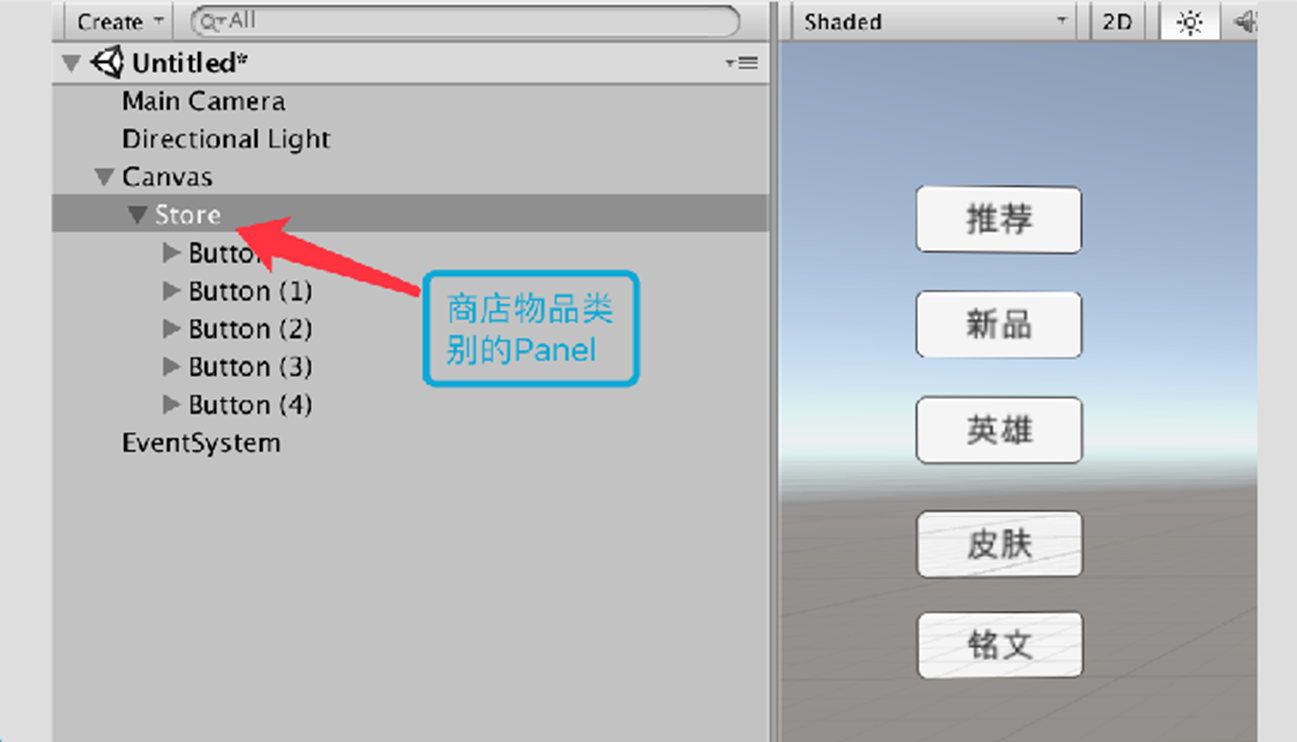 Create
All
Shaded
2D
Untitled*
Main Camera
Directional Light
Canvas
Store
Button (1)
Button (2)
Button (3)
Button (4)
EventSystem
商店物品类
别的Panel
推荐
新品
英雄
皮肤
铭文